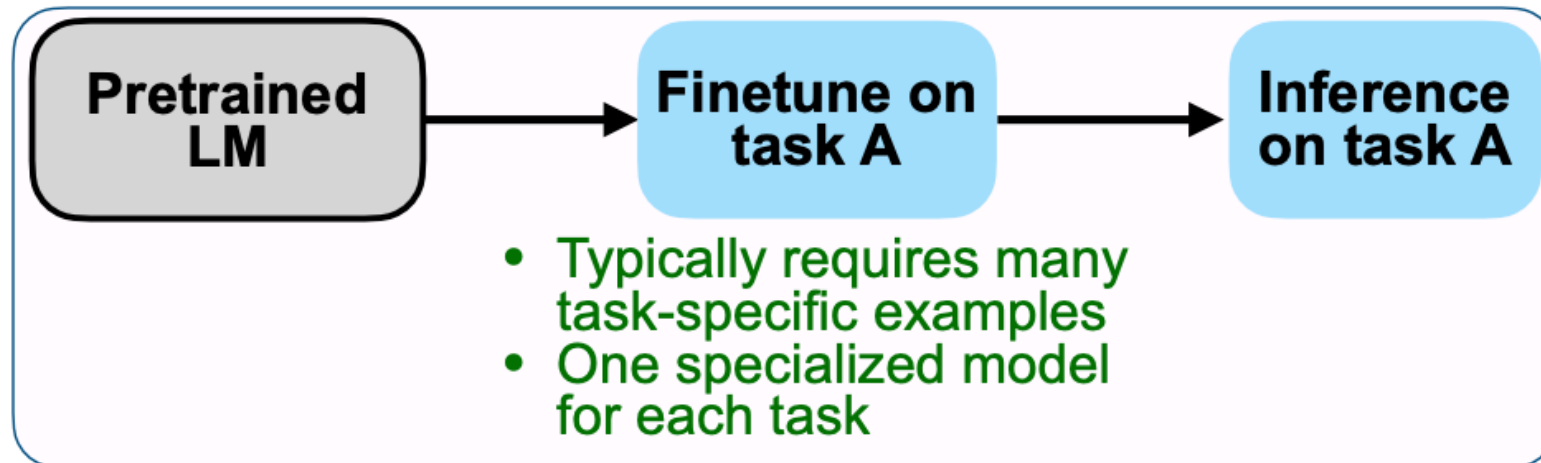 Pretrained
LM
Finetune on
task A
Inference
on task A
• Typically requires many
task-specific examples
• One specialized model
for each task